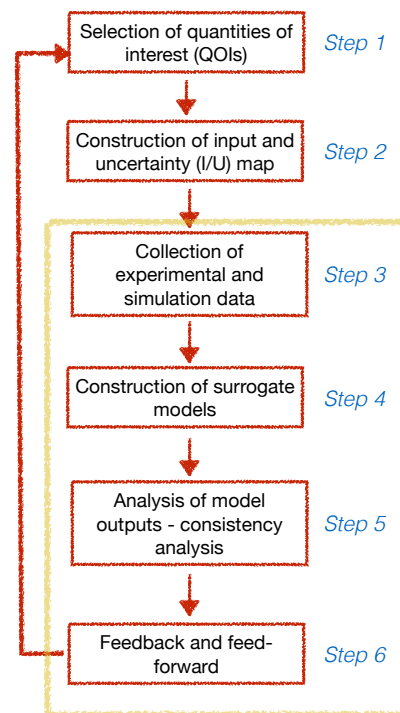 Selection of quantities of
interest (QOIs)
Step 1
Construction of input and
uncertainty (I/U) map
Step 2
Collection of
experimental and
simulation data
Step 3
Construction of surrogate
models
Step 4
Analysis of model
outputs - consistency
analysis
Step 5
Feedback and feed-
forward
Step 6